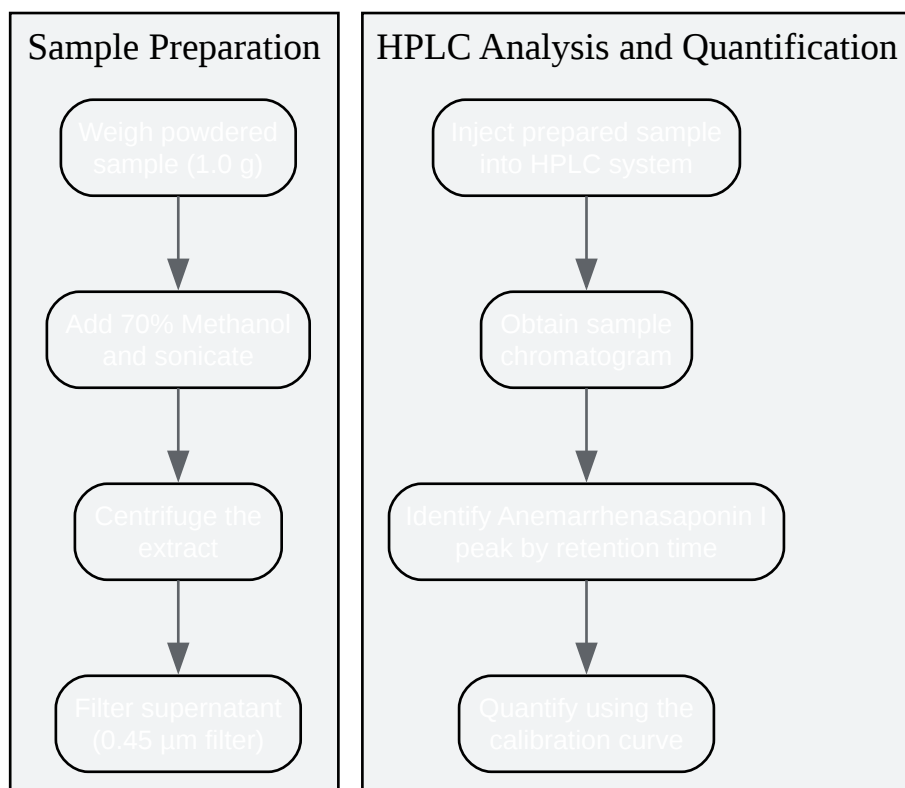 Sample Preparation
Weigh powdered
sample (1.0 g)
Add 70% Methanol
and sonicate
Centrifuge the
extract
Filter supernatant
(0.45 µm filter)
HPLC Analysis and Quantification
Inject prepared sample
into HPLC system
Obtain sample
chromatogram
Identify Anemarrhenasaponin I
peak by retention time
Quantify using the
calibration curve